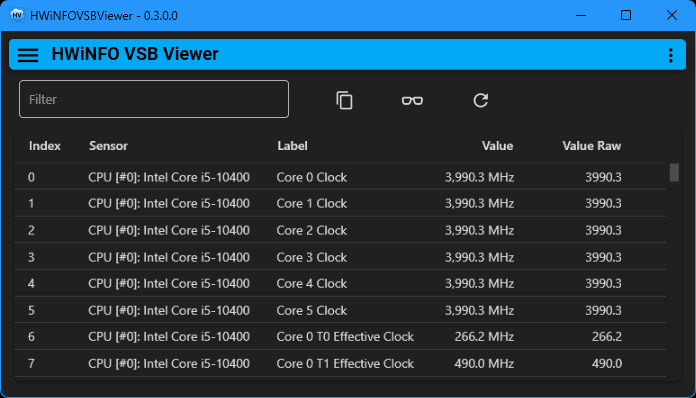 HWiNFOVSBViewer - 0.3.0.0
HWiNFO VSB Viewer
Filter
Index Sensor Label Value Value Raw
0 CPU [#0]: Intel Core i5-10400 Core 0 Clock 3,990.3 MHz 3990.3
1 CPU [#0]: Intel Core i5-10400 Core 1 Clock 3,990.3 MHz 3990.3
2 CPU [#0]: Intel Core i5-10400 Core 2 Clock 3,990.3 MHz 3990.3
3 CPU [#0]: Intel Core i5-10400 Core 3 Clock 3,990.3 MHz 3990.3
4 CPU [#0]: Intel Core i5-10400 Core 4 Clock 3,990.3 MHz 3990.3
5 CPU [#0]: Intel Core i5-10400 Core 5 Clock 3,990.3 MHz 3990.3
6 CPU [#0]: Intel Core i5-10400 Core 0 T0 Effective Clock 266.2 MHz 266.2
7 CPU [#0]: Intel Core i5-10400 Core 0 T1 Effective Clock 490.0 MHz 490.0